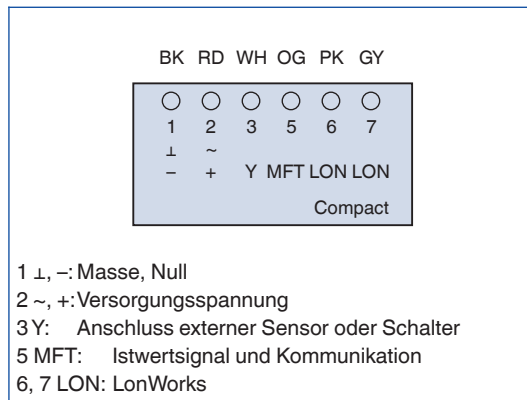 BK RD WH OG PK GY
1 2 3 5 6 7
⊥ ~
– + Y MFT LON LON
Compact
1 ⊥, –: Masse, Null
2 ~, +: Versorgungsspannung
3 Y: Anschluss externer Sensor oder Schalter
5 MFT: Istwertsignal und Kommunikation
6, 7 LON: LonWorks